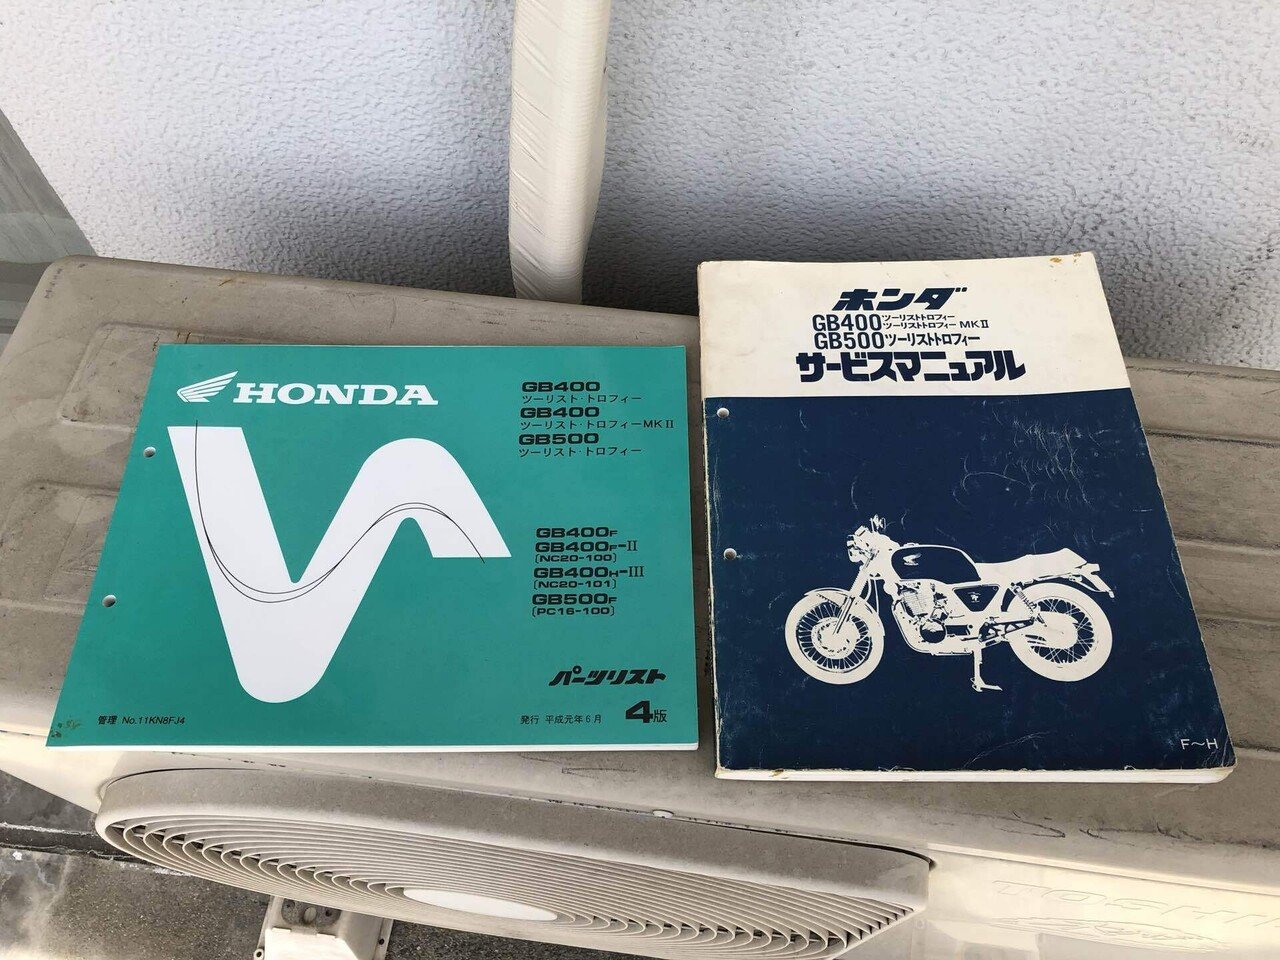 HONDA
GB400
ツーリスト・トロフィー
GB400
ツーリスト・トロフィーMKⅡ
GB500
ツーリスト・トロフィー
GB400F
GB400F-Ⅱ
(NC20-100)
GB400H-Ⅲ
(NC20-101)
GB500F
(PC16-100)
パーツリスト
管理 No.11KN8FJ4
発行 平成元年6月
4版
ホンダ
GB400ツーリストトロフィー
ツーリストトロフィー MKⅡ
GB500ツーリストトロフィー
サービスマニュアル
F〜H